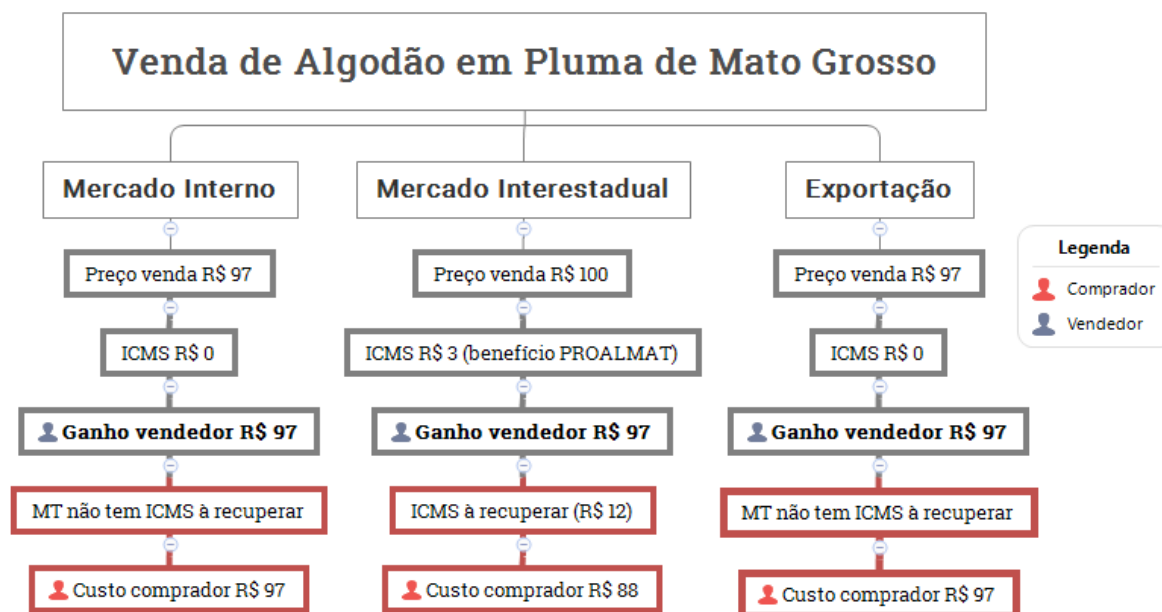 Venda de Algodão em Pluma de Mato Grosso
Mercado Interno
Preço venda R$ 97
ICMS R$ 0
Ganho vendedor R$ 97
MT não tem ICMS à recuperar
Custo comprador R$ 97
Mercado Interestadual
Preço venda R$ 100
ICMS R$ 3 (benefício PROALMAT)
Ganho vendedor R$ 97
ICMS à recuperar (R$ 12)
Custo comprador R$ 88
Exportação
Preço venda R$ 97
ICMS R$ 0
Ganho vendedor R$ 97
MT não tem ICMS à recuperar
Custo comprador R$ 97
Legenda
Comprador
Vendedor